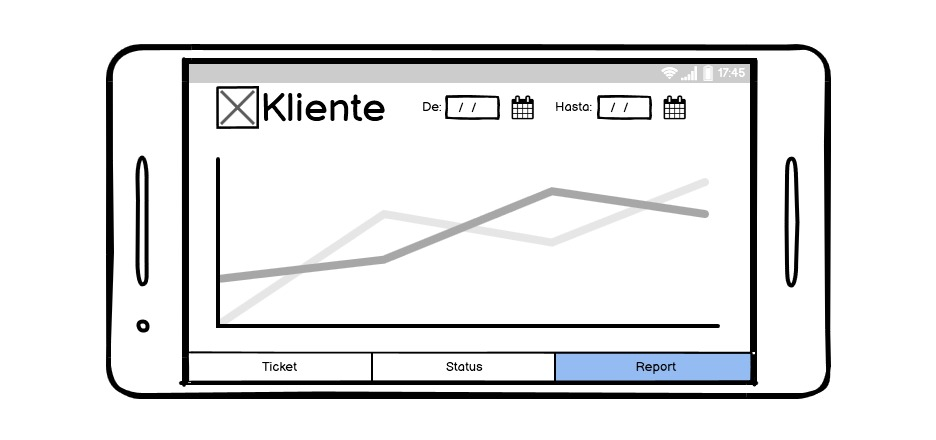 17:45
Kliente De: / / Hasta: / /
Ticket Status Report